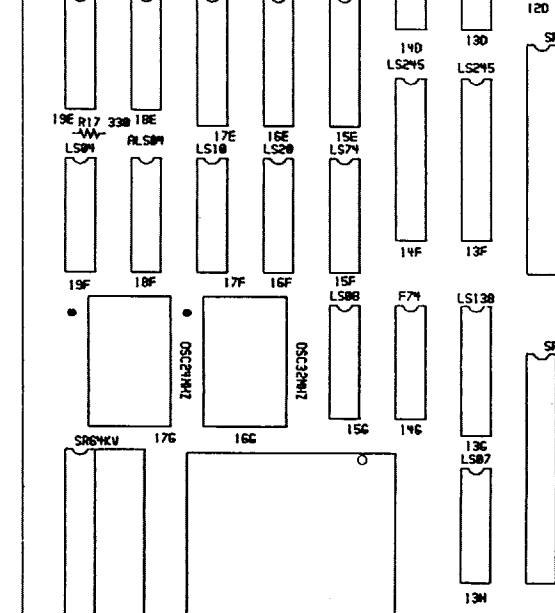 12D
14D 13D
LS245 LS245
19E R17 330 18E
17E 16E 15E
ALS04
LS04 LS10 LS20 LS74
14F 13F
19F 18F 17F 16F 15F
LS08 F74 LS138
OSC24MHZ OSC32MHZ
17G 16G 15G 14G
SR64KV
13G
LS07
13H